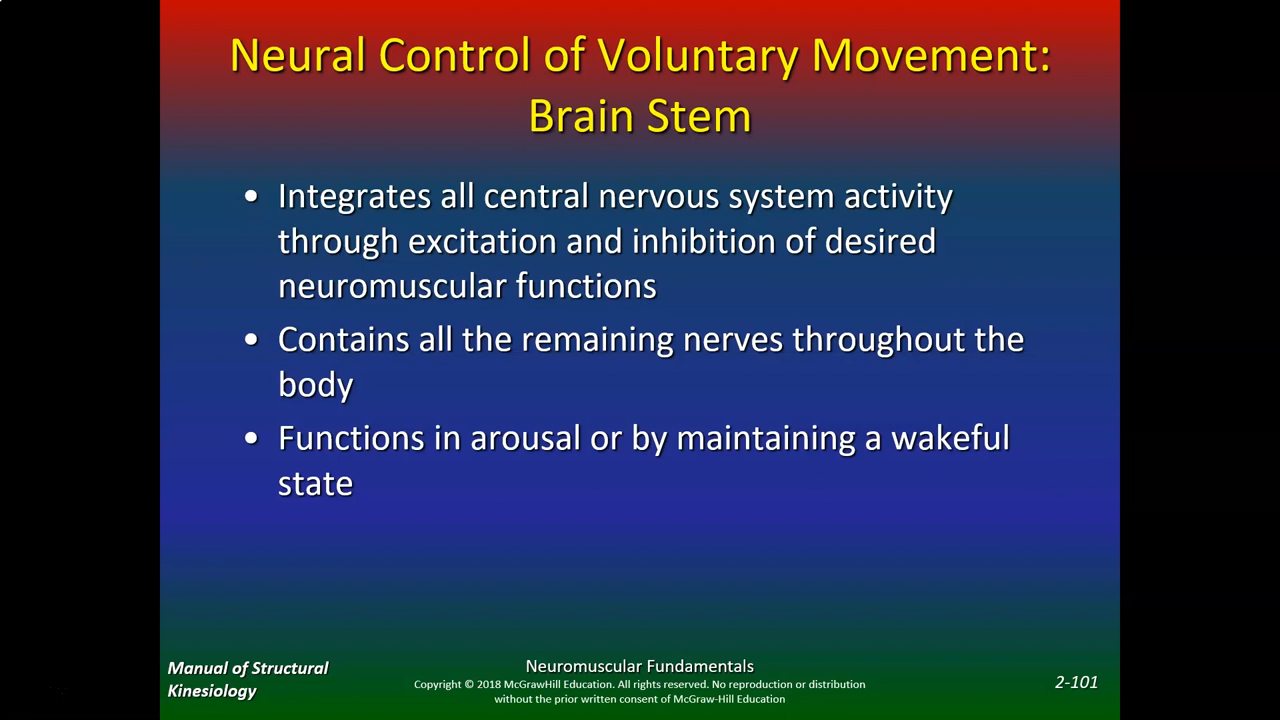 Neural Control of Voluntary Movement:
Brain Stem
• Integrates all central nervous system activity
through excitation and inhibition of desired
neuromuscular functions
• Contains all the remaining nerves throughout the
body
• Functions in arousal or by maintaining a wakeful
state
Manual of Structural
Kinesiology
Neuromuscular Fundamentals
Copyright © 2018 McGrawHill Education. All rights reserved. No reproduction or distribution
without the prior written consent of McGraw-Hill Education
2-101